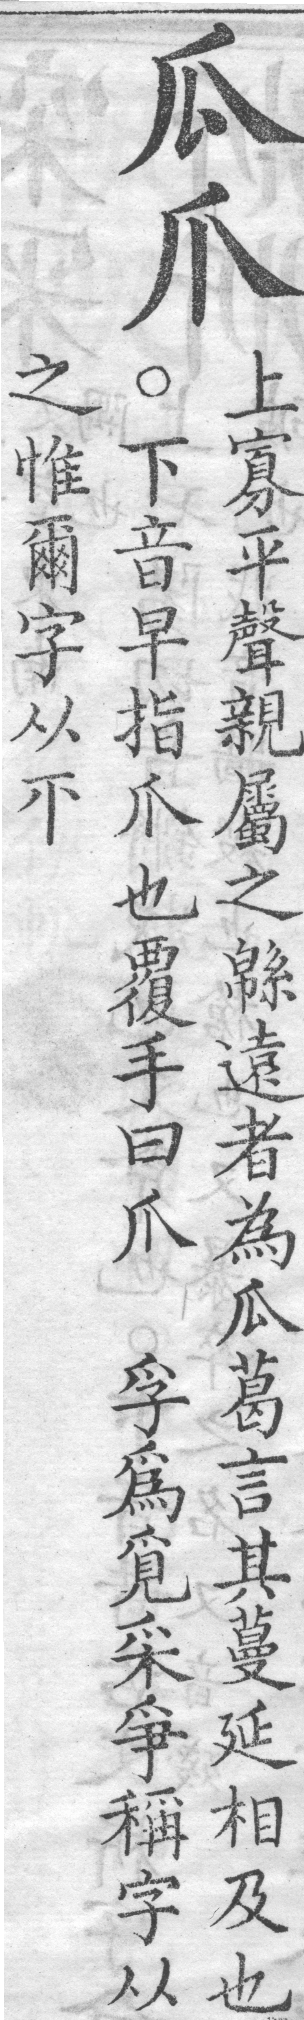 瓜爪
上寡平聲親屬之緜遠者為瓜葛言其蔓延相及也
○下音早指爪也覆手曰爪○孚爲覓采爭稱字从
之惟爾字从不